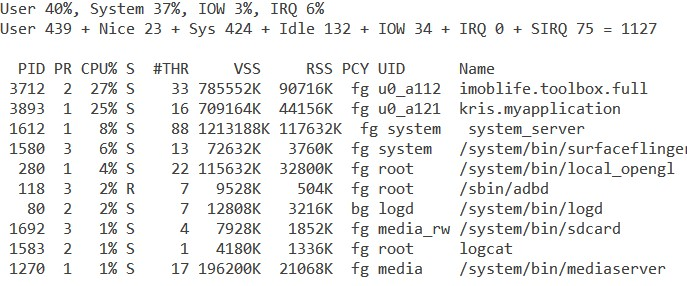 User 40%, System 37%, IOW 3%, IRQ 6%
User 439 + Nice 23 + Sys 424 + Idle 132 + IOW 34 + IRQ 0 + SIRQ 75 = 1127
PID PR CPU% S #THR VSS RSS PCY UID Name
3712 2 27% S 33 785552K 90716K fg u0_a112 imoblife.toolbox.full
3893 1 25% S 16 709164K 44156K fg u0_a121 kris.myapplication
1612 1 8% S 88 1213188K 117632K fg system system_server
1580 3 6% S 13 72632K 3760K fg system /system/bin/surfaceflinger
280 1 4% S 22 115632K 32800K fg root /system/bin/local_opengl
118 3 2% R 7 9528K 504K fg root /sbin/adbd
80 2 2% S 7 12808K 3216K bg logd /system/bin/logd
1692 3 1% S 4 7928K 1852K fg media_rw /system/bin/sdcard
1583 2 1% S 1 4180K 1336K fg root logcat
1270 1 1% S 17 196200K 21068K fg media /system/bin/mediaserver